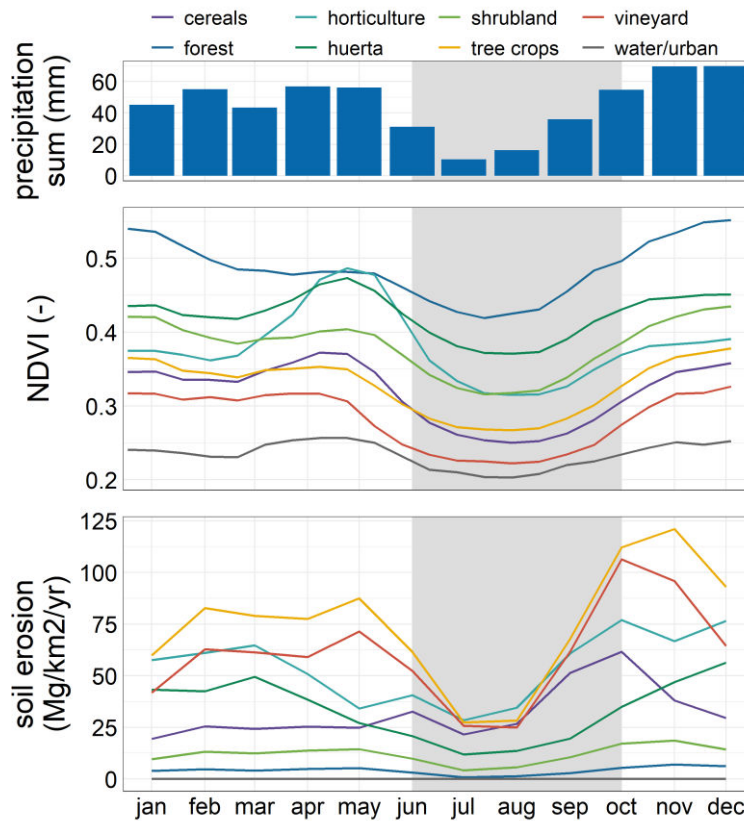 cereals horticulture shrubland vineyard
forest huerta tree crops water/urban
precipitation
sum (mm)
60
40
20
0
NDVI (-)
0.5
0.4
0.3
0.2
soil erosion
(Mg/km2/yr)
125
100
75
50
25
0
jan feb mar apr may jun jul aug sep oct nov dec